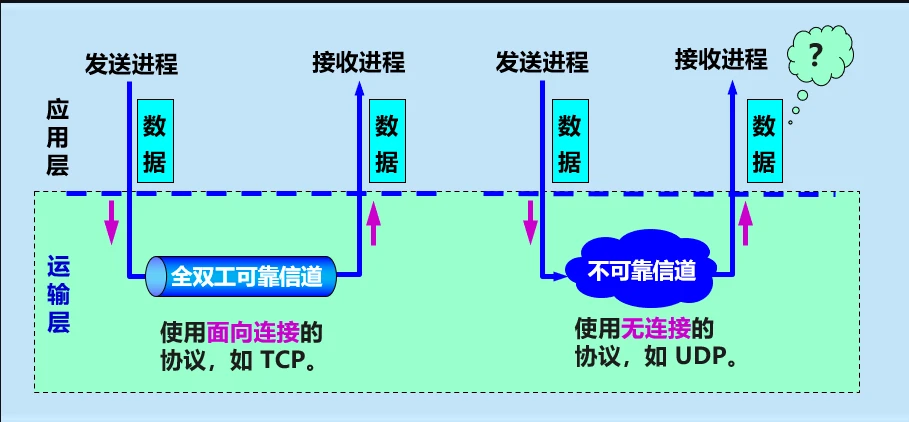 发送进程
接收进程
发送进程
接收进程
?
应用层
数据
数据
数据
数据
运输层
全双工可靠信道
不可靠信道
使用面向连接的
协议，如 TCP。
使用无连接的
协议，如 UDP。